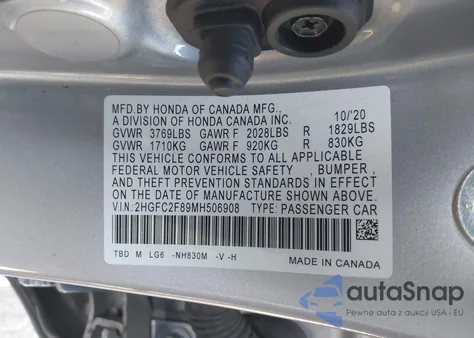 MFD.BY HONDA OF CANADA MFG., 10/'20
A DIVISION OF HONDA CANADA INC.
GVWR 3769LBS GAWR F 2028LBS R 1829LBS
GVWR 1710KG GAWR F 920KG R 830KG
THIS VEHICLE CONFORMS TO ALL APPLICABLE
FEDERAL MOTOR VEHICLE SAFETY , BUMPER ,
AND THEFT PREVENTION STANDARDS IN EFFECT
ON THE DATE OF MANUFACTURE SHOWN ABOVE.
V.I.N:2HGFC2F89MH506908 TYPE: PASSENGER CAR
TBD M LG6 -NH830M -V -H
MADE IN CANADA
autoSnap
Pewne auta z aukcji USA i EU